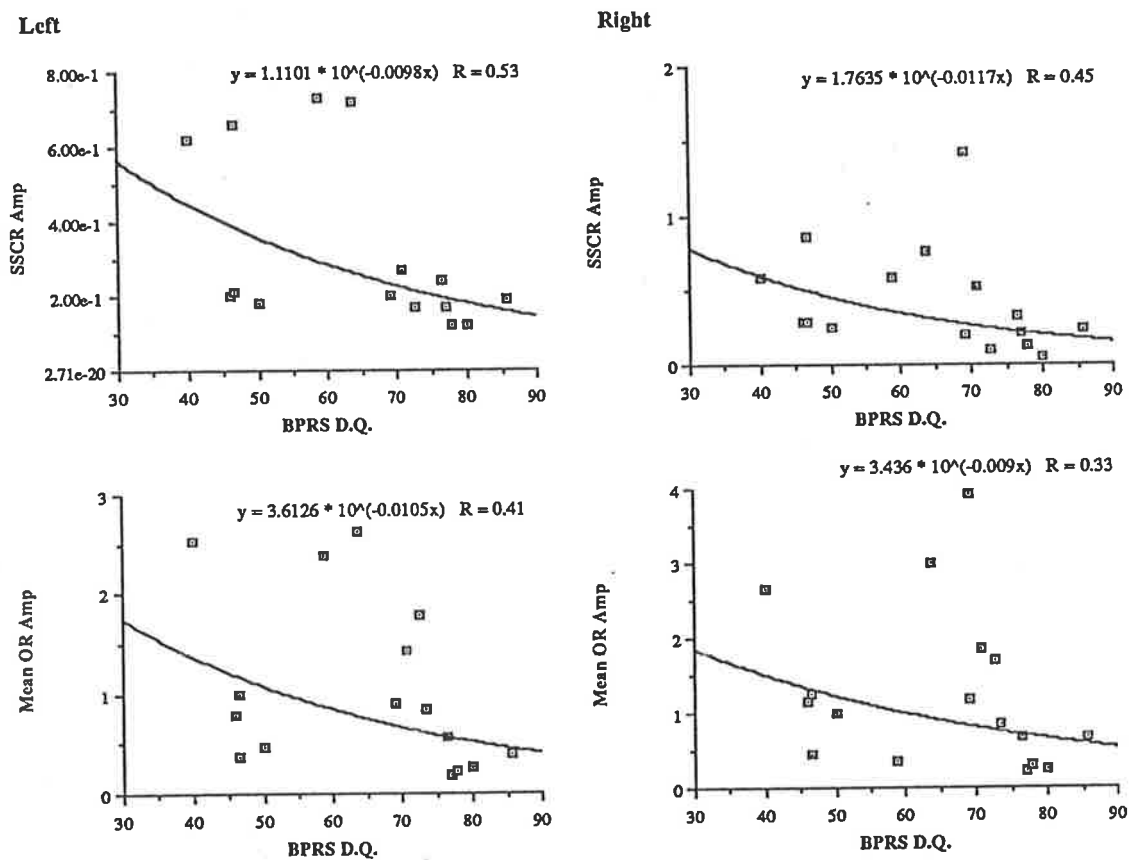 Left
y = 1.1101 * 10^(-0.0098x) R = 0.53
8.00e-1
6.00e-1
4.00e-1
2.00e-1
2.71e-20
SSCR Amp
30 40 50 60 70 80 90
BPRS D.Q.
Right
y = 1.7635 * 10^(-0.0117x) R = 0.45
2
1
0
SSCR Amp
30 40 50 60 70 80 90
BPRS D.Q.
y = 3.6126 * 10^(-0.0105x) R = 0.41
3
2
1
0
Mean OR Amp
30 40 50 60 70 80 90
BPRS D.Q.
y = 3.436 * 10^(-0.009x) R = 0.33
4
3
2
1
0
Mean OR Amp
30 40 50 60 70 80 90
BPRS D.Q.